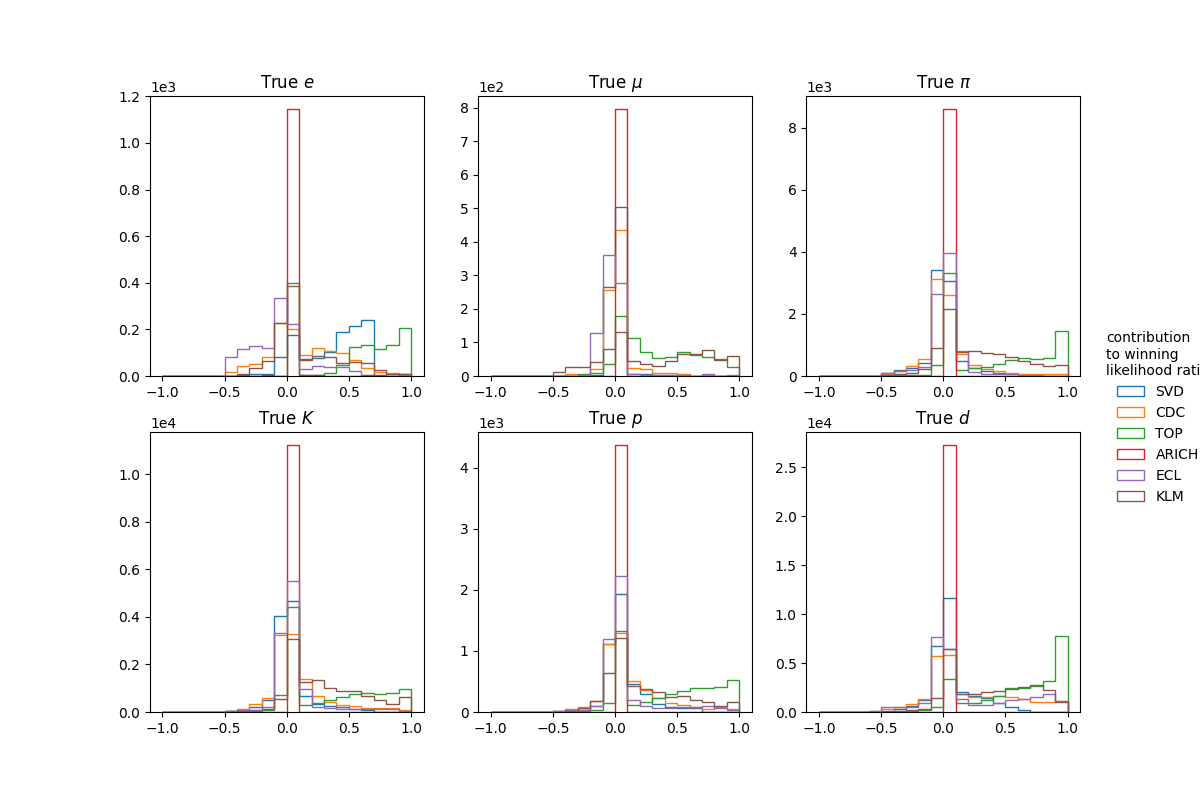 True e
1e3
1.2
1.0
0.8
0.6
0.4
0.2
0.0
−1.0 −0.5 0.0 0.5 1.0
True μ
1e2
8
7
6
5
4
3
2
1
0
−1.0 −0.5 0.0 0.5 1.0
True π
1e3
8
6
4
2
0
−1.0 −0.5 0.0 0.5 1.0
True K
1e4
1.0
0.8
0.6
0.4
0.2
0.0
−1.0 −0.5 0.0 0.5 1.0
True p
1e3
4
3
2
1
0
−1.0 −0.5 0.0 0.5 1.0
True d
1e4
2.5
2.0
1.5
1.0
0.5
0.0
−1.0 −0.5 0.0 0.5 1.0
contribution
to winning
likelihood rati
SVD
CDC
TOP
ARICH
ECL
KLM